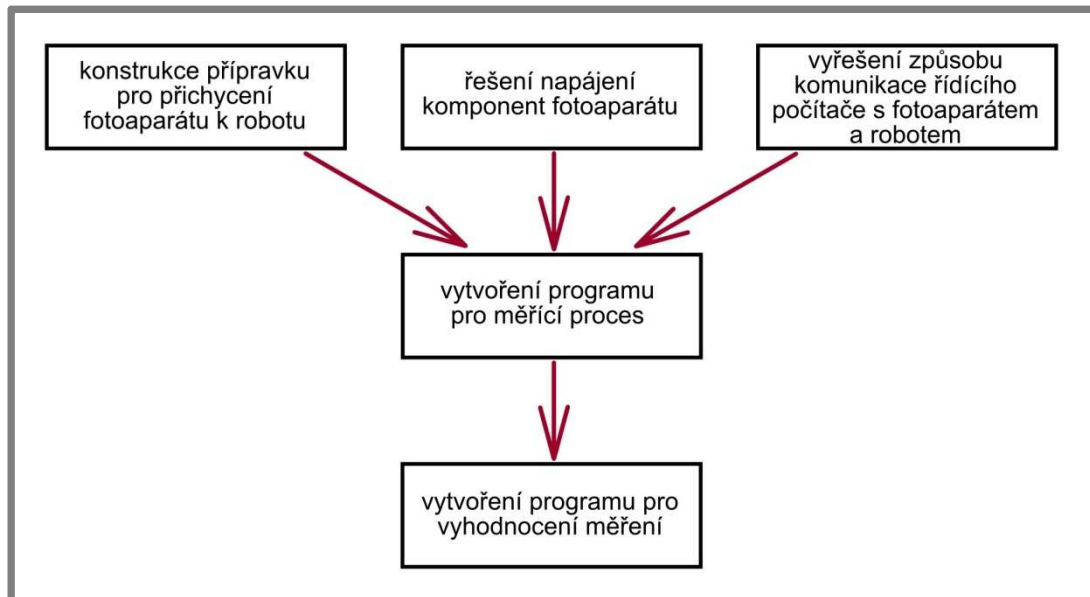 konstrukce přípravku
pro přichycení
fotoaparátu k robotu
řešení napájení
komponent fotoaparátu
vyřešení způsobu
komunikace řídícího
počítače s fotoaparátem
a robotem
vytvoření programu
pro měřící proces
vytvoření programu pro
vyhodnocení měření